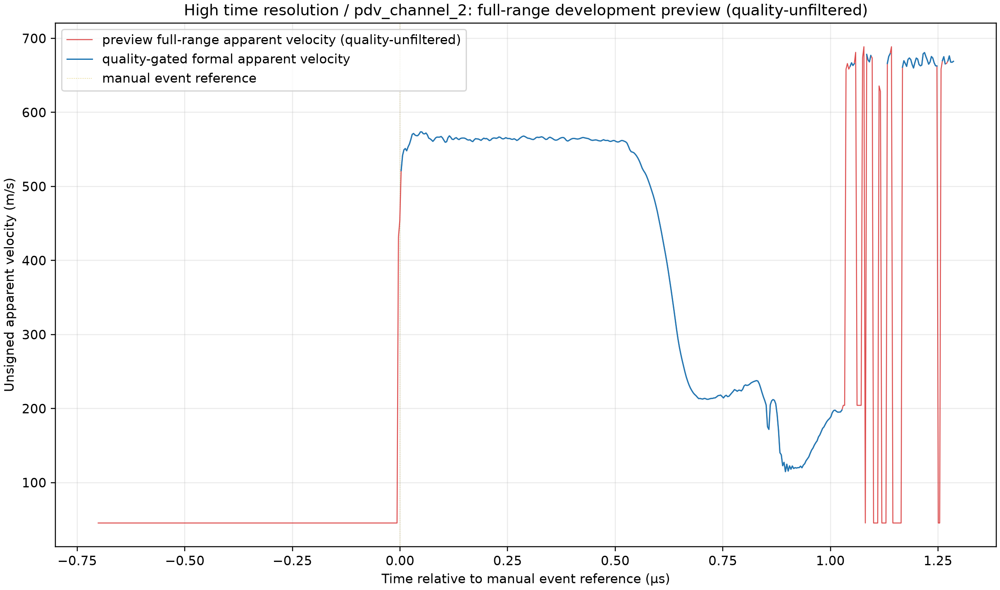 High time resolution / pdv_channel_2: full-range development preview (quality-unfiltered)
preview full-range apparent velocity (quality-unfiltered)
quality-gated formal apparent velocity
manual event reference
Unsigned apparent velocity (m/s)
700
600
500
400
300
200
100
−0.75
−0.50
−0.25
0.00
0.25
0.50
0.75
1.00
1.25
Time relative to manual event reference (µs)